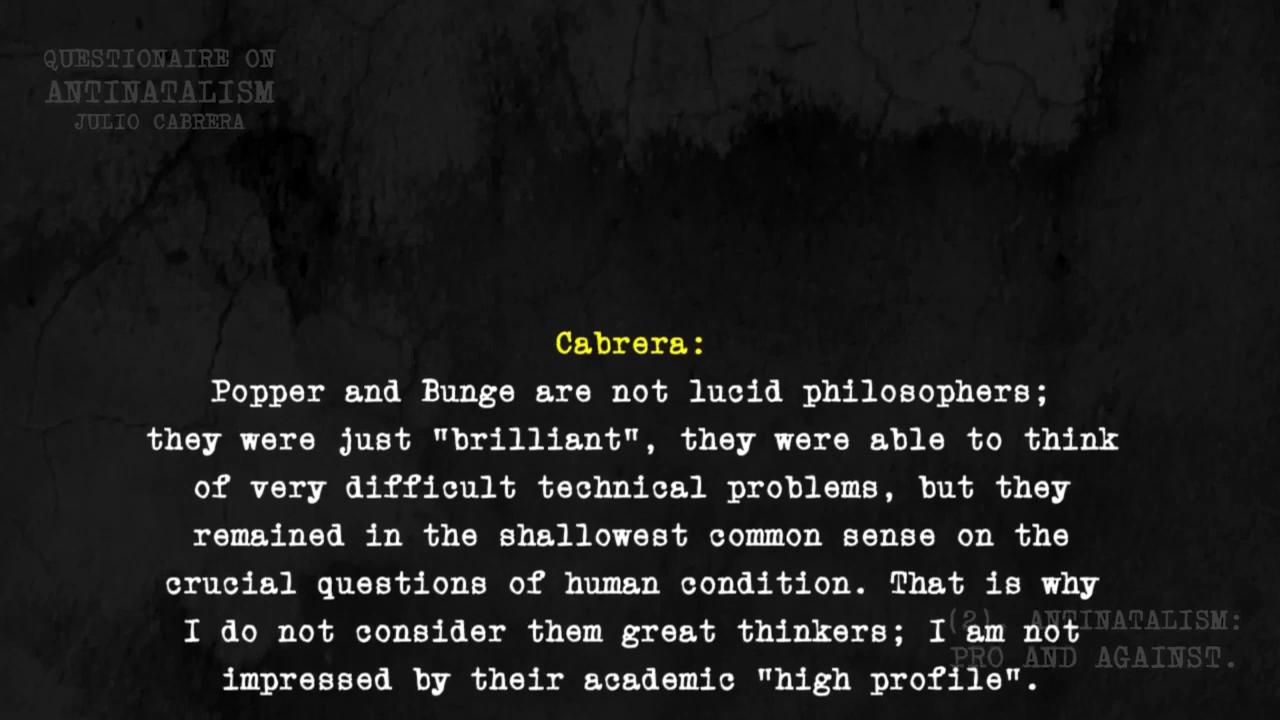 QUESTIONAIRE ON
ANTINATALISM
JULIO CABRERA
Cabrera:
Popper and Bunge are not lucid philosophers;
they were just "brilliant", they were able to think
of very difficult technical problems, but they
remained in the shallowest common sense on the
crucial questions of human condition. That is why
I do not consider them great thinkers; I am not
impressed by their academic "high profile".
(2) ANTINATALISM:
PRO AND AGAINST.